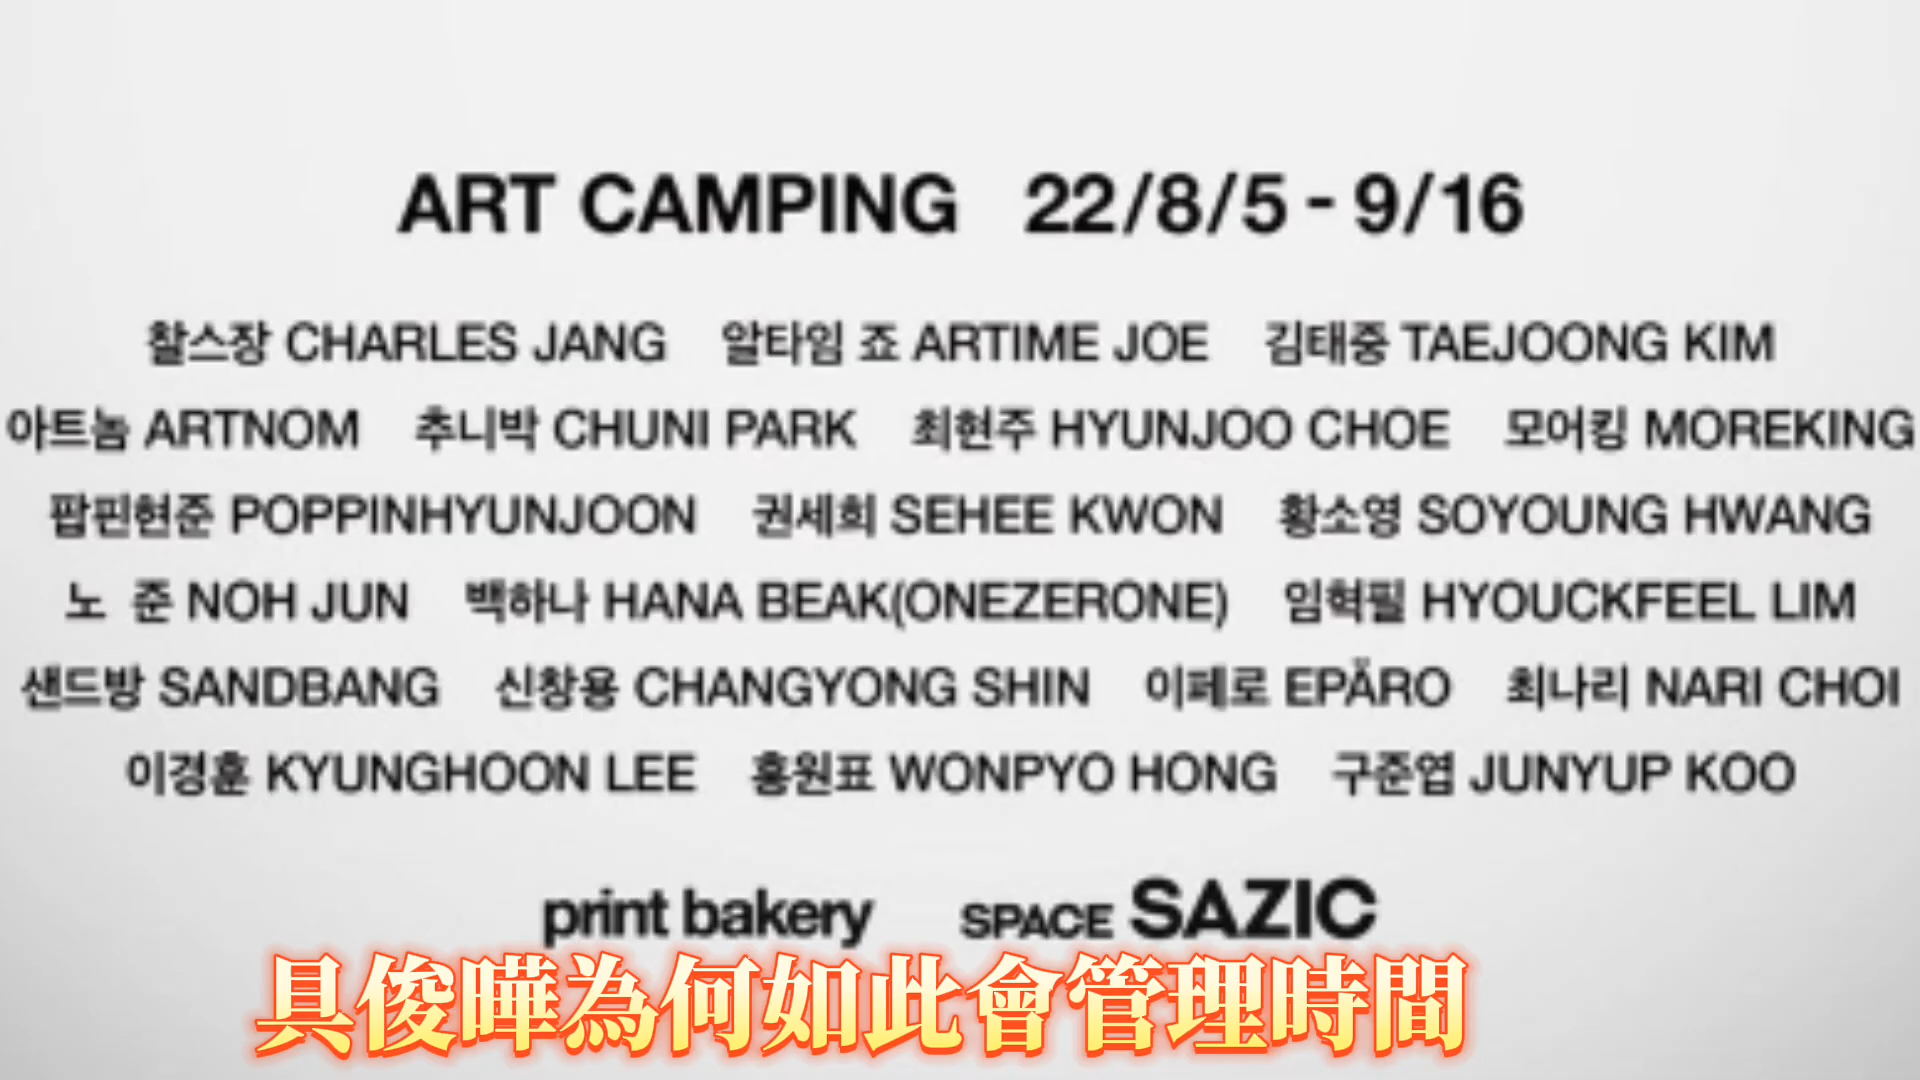 ART CAMPING 22/8/5 - 9/16
찰스장 CHARLES JANG 알타임 죠 ARTIME JOE 김태중 TAEJOONG KIM
아트놈 ARTNOM 추니박 CHUNI PARK 최현주 HYUNJOO CHOE 모어킹 MOREKING
팝핀현준 POPPINHYUNJOON 권세희 SEHEE KWON 황소영 SOYOUNG HWANG
노 준 NOH JUN 백하나 HANA BEAK(ONEZERONE) 임혁필 HYOUCKFEEL LIM
샌드방 SANDBANG 신창용 CHANGYONG SHIN 이페로 EPÄRO 최나리 NARI CHOI
이경훈 KYUNGHOON LEE 홍원표 WONPYO HONG 구준엽 JUNYUP KOO
print bakery SPACE SAZIC
具俊曄為何如此會管理時間